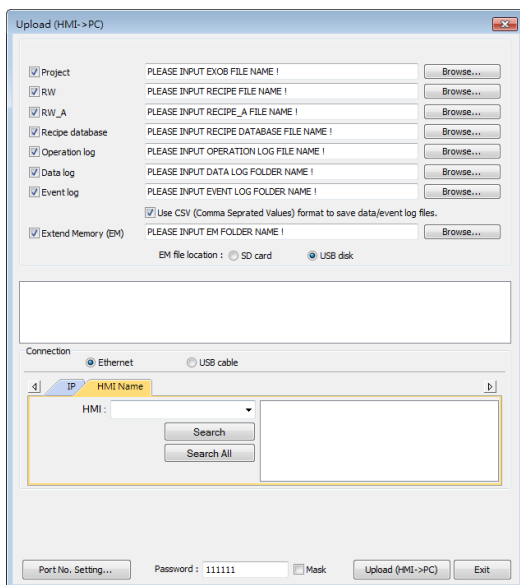 Upload (HMI->PC)
Project PLEASE INPUT EXOB FILE NAME ! Browse...
RW PLEASE INPUT RECIPE FILE NAME ! Browse...
RW_A PLEASE INPUT RECIPE_A FILE NAME ! Browse...
Recipe database PLEASE INPUT RECIPE DATABASE FILE NAME ! Browse...
Operation log PLEASE INPUT OPERATION LOG FILE NAME ! Browse...
Data log PLEASE INPUT DATA LOG FOLDER NAME ! Browse...
Event log PLEASE INPUT EVENT LOG FOLDER NAME ! Browse...
Use CSV (Comma Seprated Values) format to save data/event log files.
Extend Memory (EM) PLEASE INPUT EM FOLDER NAME ! Browse...
EM file location : SD card USB disk
Connection
Ethernet USB cable
IP HMI Name
HMI :
Search
Search All
Port No. Setting... Password : 111111 Mask Upload (HMI->PC) Exit